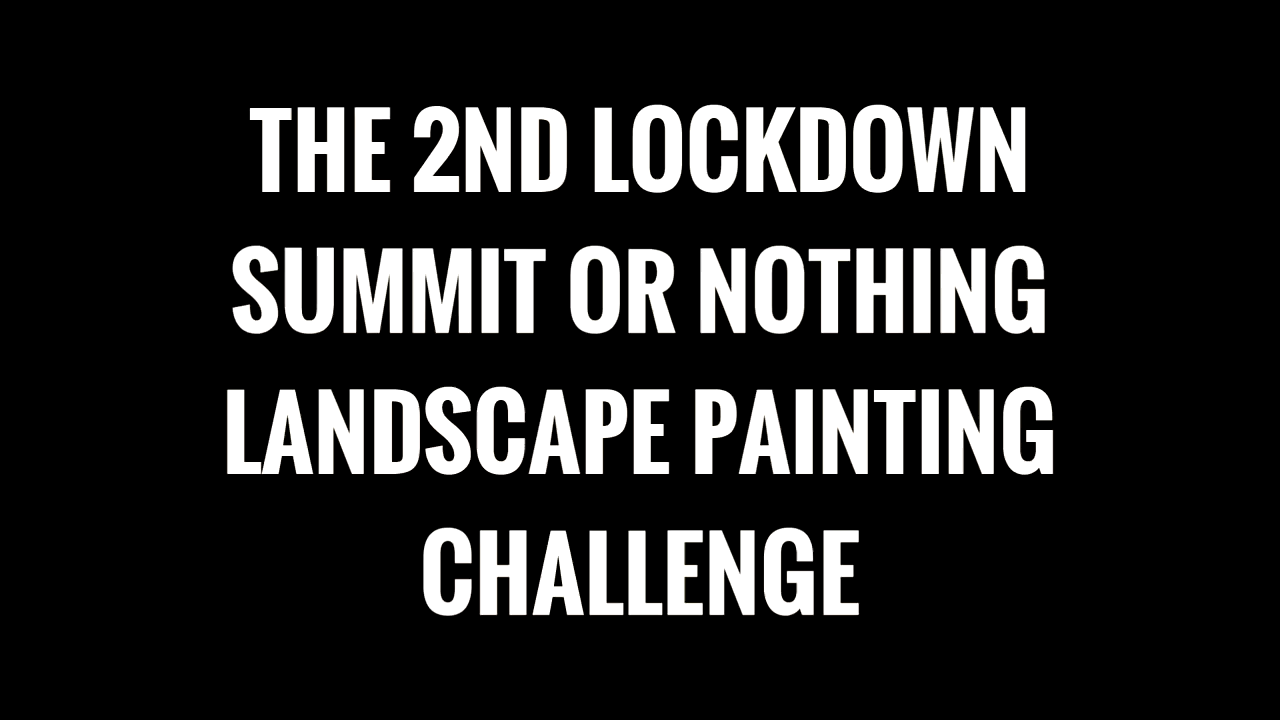 THE 2ND LOCKDOWN
SUMMIT OR NOTHING
LANDSCAPE PAINTING
CHALLENGE